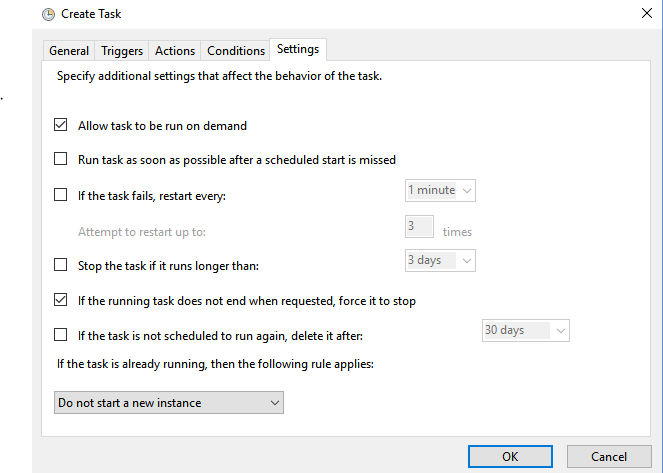 Create Task
General Triggers Actions Conditions Settings
Specify additional settings that affect the behavior of the task.
Allow task to be run on demand
Run task as soon as possible after a scheduled start is missed
If the task fails, restart every: 1 minute
Attempt to restart up to: 3 times
Stop the task if it runs longer than: 3 days
If the running task does not end when requested, force it to stop
If the task is not scheduled to run again, delete it after: 30 days
If the task is already running, then the following rule applies:
Do not start a new instance
OK Cancel